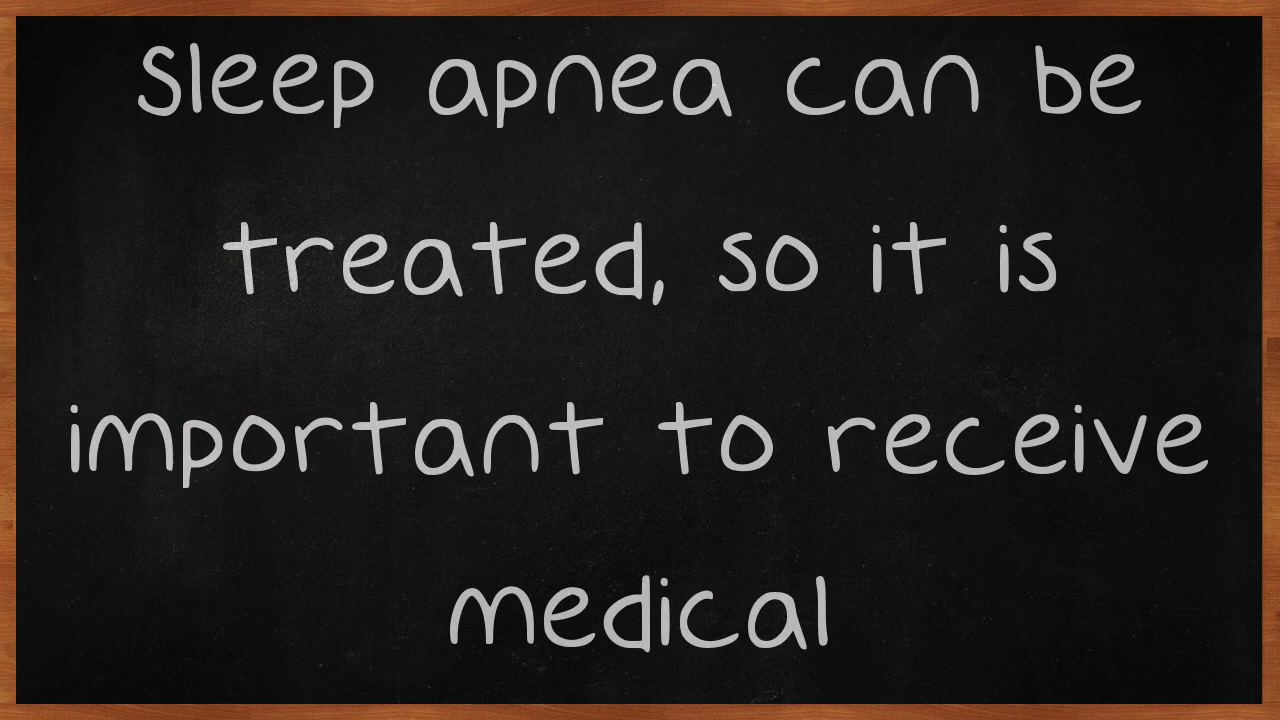 Sleep apnea can be
treated, so it is
important to receive
medical